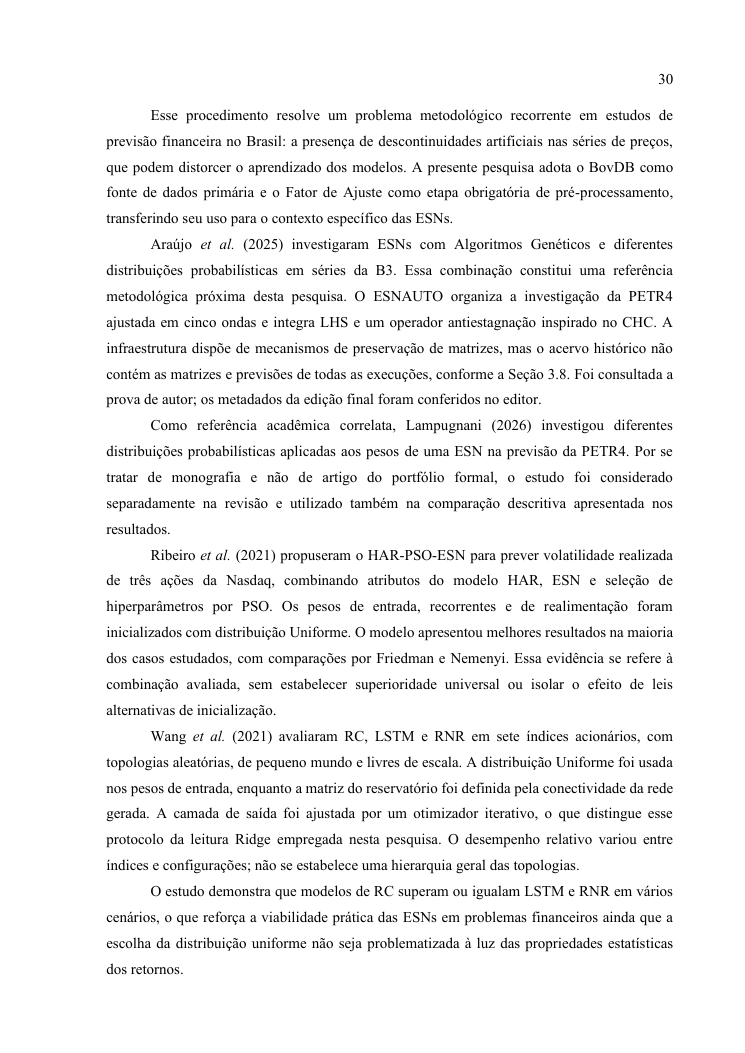 30
Esse procedimento resolve um problema metodológico recorrente em estudos de
previsão financeira no Brasil: a presença de descontinuidades artificiais nas séries de preços,
que podem distorcer o aprendizado dos modelos. A presente pesquisa adota o BovDB como
fonte de dados primária e o Fator de Ajuste como etapa obrigatória de pré-processamento,
transferindo seu uso para o contexto específico das ESNs.
Araújo et al. (2025) investigaram ESNs com Algoritmos Genéticos e diferentes
distribuições probabilísticas em séries da B3. Essa combinação constitui uma referência
metodológica próxima desta pesquisa. O ESNAUTO organiza a investigação da PETR4
ajustada em cinco ondas e integra LHS e um operador antiestagnação inspirado no CHC. A
infraestrutura dispõe de mecanismos de preservação de matrizes, mas o acervo histórico não
contém as matrizes e previsões de todas as execuções, conforme a Seção 3.8. Foi consultada a
prova de autor; os metadados da edição final foram conferidos no editor.
Como referência acadêmica correlata, Lampugnani (2026) investigou diferentes
distribuições probabilísticas aplicadas aos pesos de uma ESN na previsão da PETR4. Por se
tratar de monografia e não de artigo do portfólio formal, o estudo foi considerado
separadamente na revisão e utilizado também na comparação descritiva apresentada nos
resultados.
Ribeiro et al. (2021) propuseram o HAR-PSO-ESN para prever volatilidade realizada
de três ações da Nasdaq, combinando atributos do modelo HAR, ESN e seleção de
hiperparâmetros por PSO. Os pesos de entrada, recorrentes e de realimentação foram
inicializados com distribuição Uniforme. O modelo apresentou melhores resultados na maioria
dos casos estudados, com comparações por Friedman e Nemenyi. Essa evidência se refere à
combinação avaliada, sem estabelecer superioridade universal ou isolar o efeito de leis
alternativas de inicialização.
Wang et al. (2021) avaliaram RC, LSTM e RNR em sete índices acionários, com
topologias aleatórias, de pequeno mundo e livres de escala. A distribuição Uniforme foi usada
nos pesos de entrada, enquanto a matriz do reservatório foi definida pela conectividade da rede
gerada. A camada de saída foi ajustada por um otimizador iterativo, o que distingue esse
protocolo da leitura Ridge empregada nesta pesquisa. O desempenho relativo variou entre
índices e configurações; não se estabelece uma hierarquia geral das topologias.
O estudo demonstra que modelos de RC superam ou igualam LSTM e RNR em vários
cenários, o que reforça a viabilidade prática das ESNs em problemas financeiros ainda que a
escolha da distribuição uniforme não seja problematizada à luz das propriedades estatísticas
dos retornos.